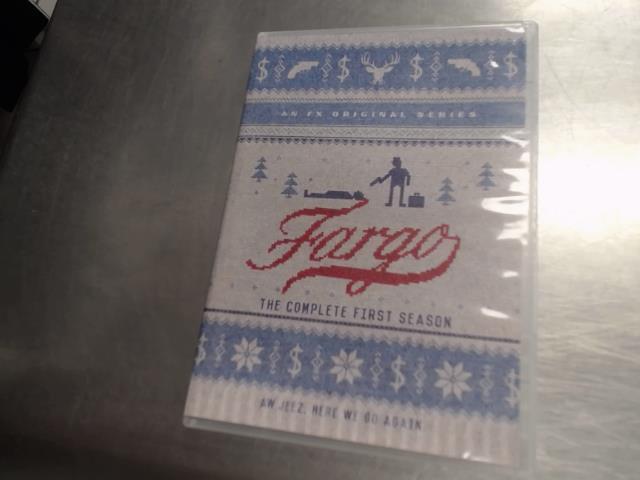 AN FX ORIGINAL SERIES
Fargo
THE COMPLETE FIRST SEASON
AW JEEZ, HERE WE GO AGAIN